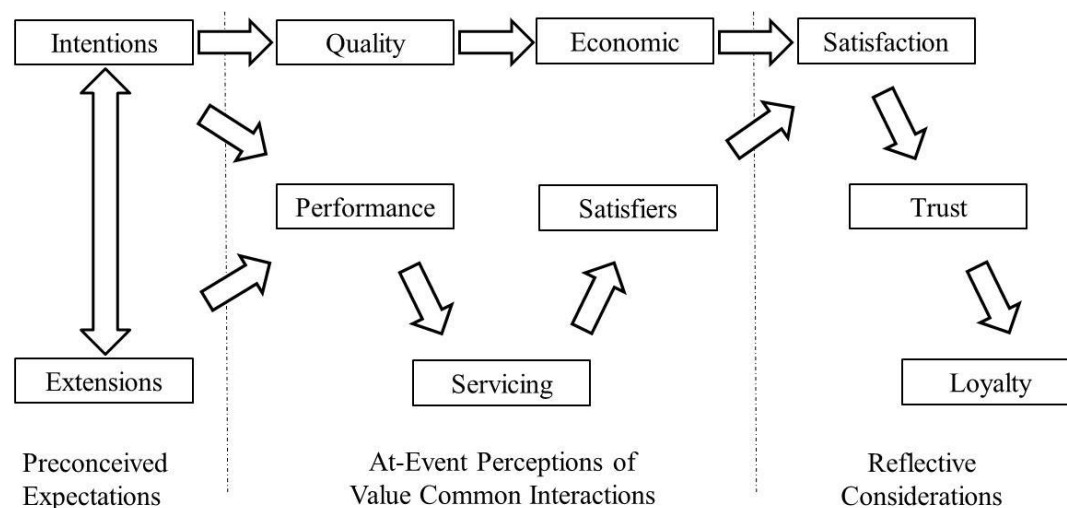 Intentions
Quality
Economic
Satisfaction
Performance
Satisfiers
Trust
Extensions
Servicing
Loyalty
Preconceived
Expectations
At-Event Perceptions of
Value Common Interactions
Reflective
Considerations